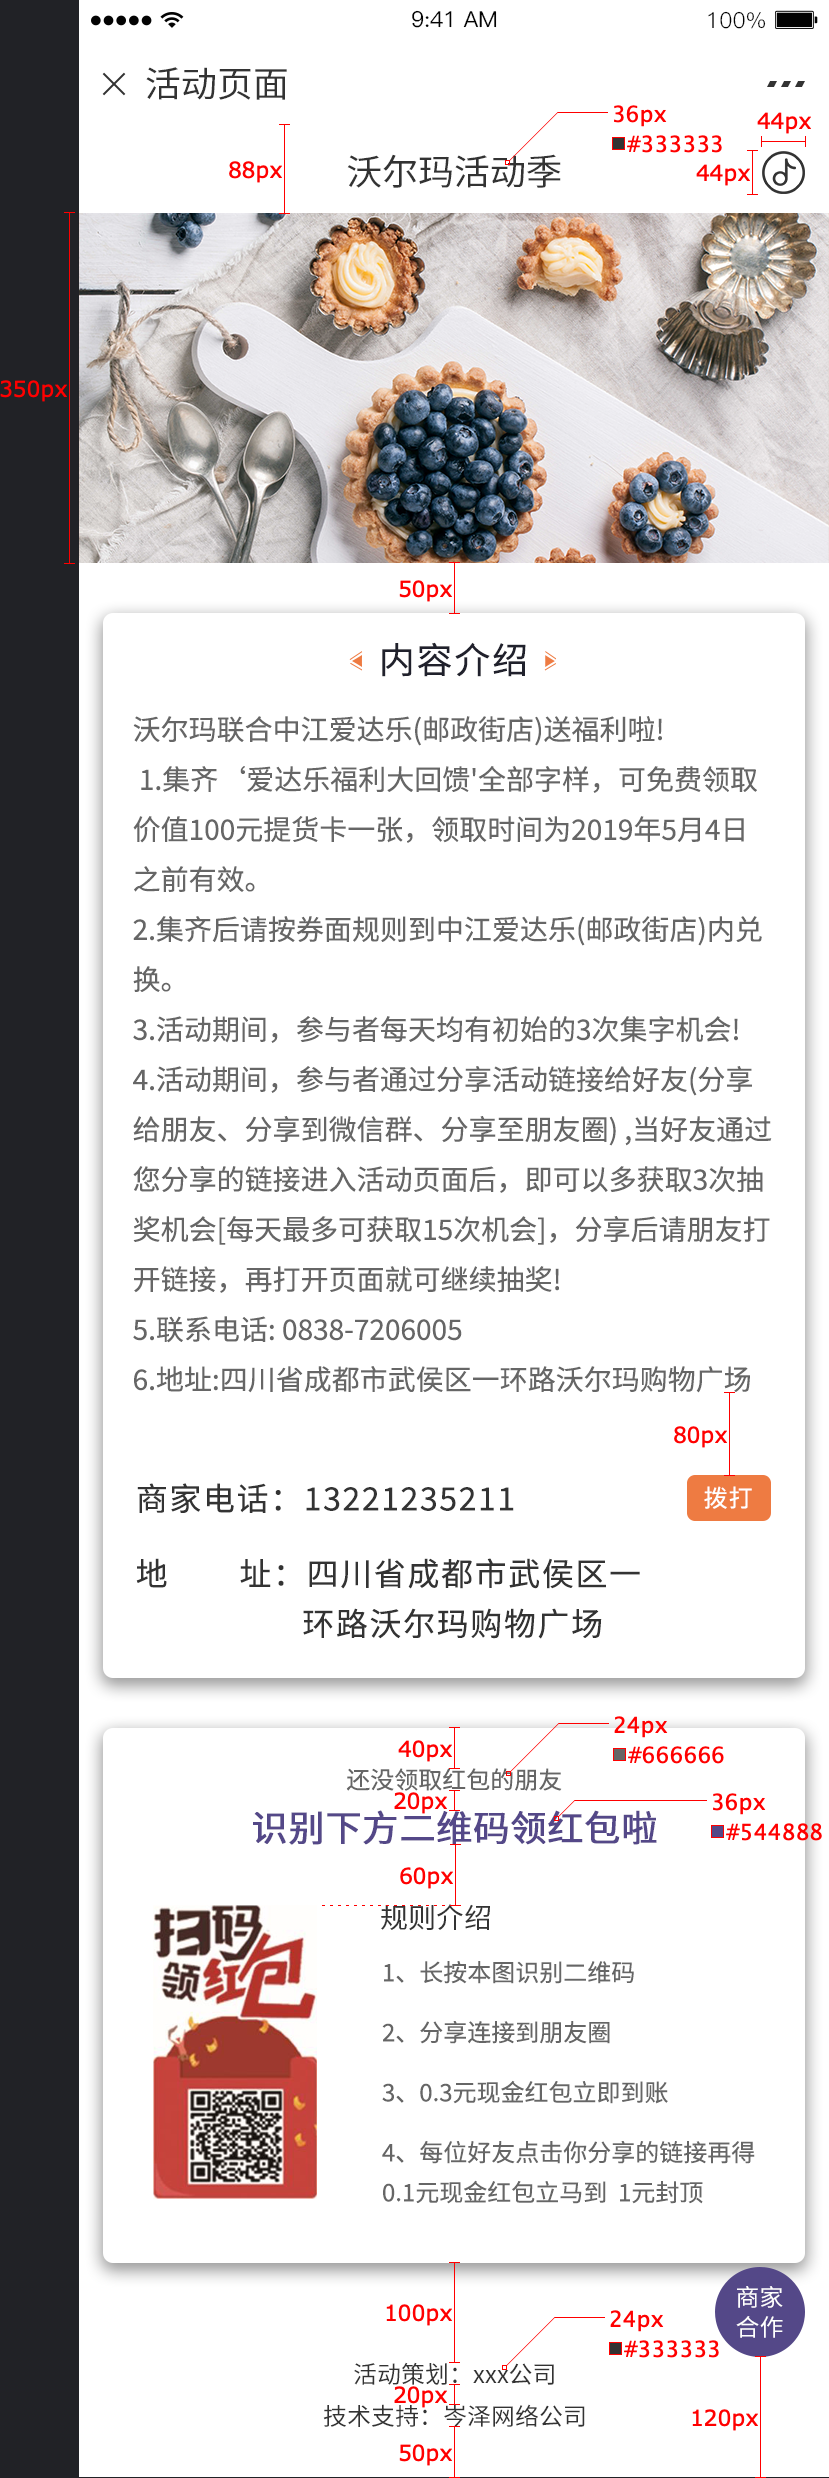 9:41 AM
100%
活动页面
36px
#333333
44px
88px
沃尔玛活动季
44px
350px
50px
内容介绍
沃尔玛联合中江爱达乐(邮政街店)送福利啦!
1.集齐‘爱达乐福利大回馈'全部字样，可免费领取
价值100元提货卡一张，领取时间为2019年5月4日
之前有效。
2.集齐后请按券面规则到中江爱达乐(邮政街店)内兑
换。
3.活动期间，参与者每天均有初始的3次集字机会!
4.活动期间，参与者通过分享活动链接给好友(分享
给朋友、分享到微信群、分享至朋友圈) ,当好友通过
您分享的链接进入活动页面后，即可以多获取3次抽
奖机会[每天最多可获取15次机会]，分享后请朋友打
开链接，再打开页面就可继续抽奖!
5.联系电话: 0838-7206005
6.地址:四川省成都市武侯区一环路沃尔玛购物广场
80px
商家电话：13221235211
拨打
地 址：四川省成都市武侯区一
环路沃尔玛购物广场
24px
#666666
40px
还没领取红包的朋友
20px
36px
#544888
识别下方二维码领红包啦
60px
扫码
领红包
规则介绍
1、长按本图识别二维码
2、分享连接到朋友圈
3、0.3元现金红包立即到账
4、每位好友点击你分享的链接再得
0.1元现金红包立马到 1元封顶
商家
合作
100px
24px
#333333
活动策划：xxx公司
20px
技术支持：岑泽网络公司
120px
50px